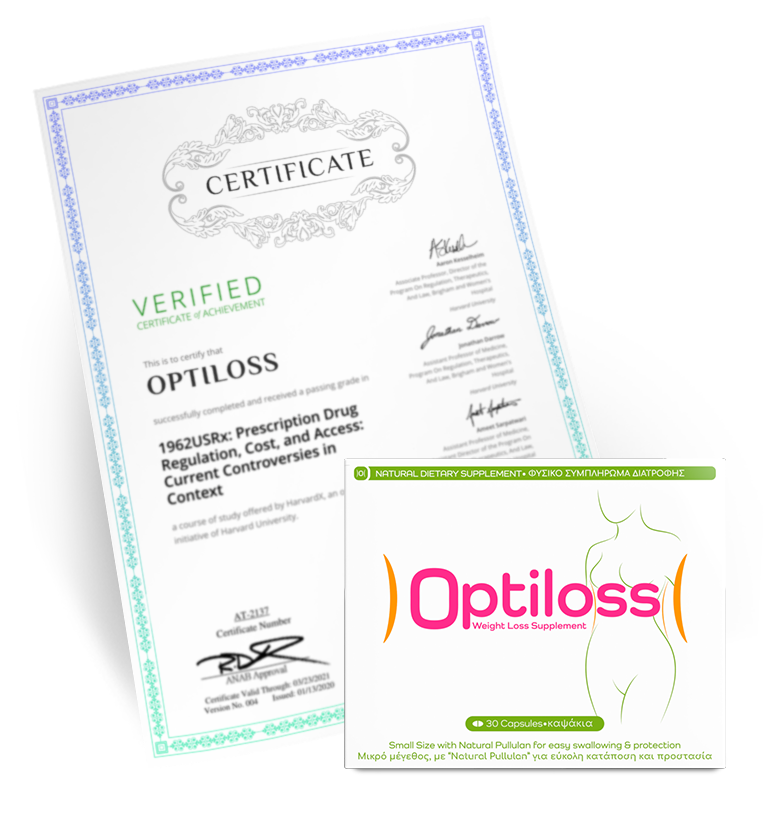 CERTIFICATE
VERIFIED
CERTIFICATE of ACHIEVEMENT
This is to certify that
OPTILOSS
successfully completed and received a passing grade in
1962USRx: Prescription Drug
Regulation, Cost, and Access:
Current Controversies in
Context
a course of study offered by HarvardX, an o
initiative of Harvard University.
Aaron Kesselheim
Associate Professor, Director of the
Program On Regulation, Therapeutics,
And Law, Brigham and Women's
Hospital
Harvard University
Jonathan Darrow
Assistant Professor of Medicine,
Program On Regulation, Therapeutics,
And Law, Brigham and Women's
Hospital
Harvard University
Ameet Sarpatwari
Assistant Professor of Medicine,
Assistant Director of the Program On
AT-2137
Certificate Number
ANAB Approval
Certificate Valid Through: 03/23/2021
Version No. 004 Issued: 01/13/2020
NATURAL DIETARY SUPPLEMENT• ΦΥΣΙΚΟ ΣΥΜΠΛΗΡΩΜΑ ΔΙΑΤΡΟΦΗΣ
Optiloss
Weight Loss Supplement
30 Capsules•καψάκια
Small Size with Natural Pullulan for easy swallowing & protection
Μικρό μέγεθος, με "Natural Pullulan" για εύκολη κατάποση και προστασία